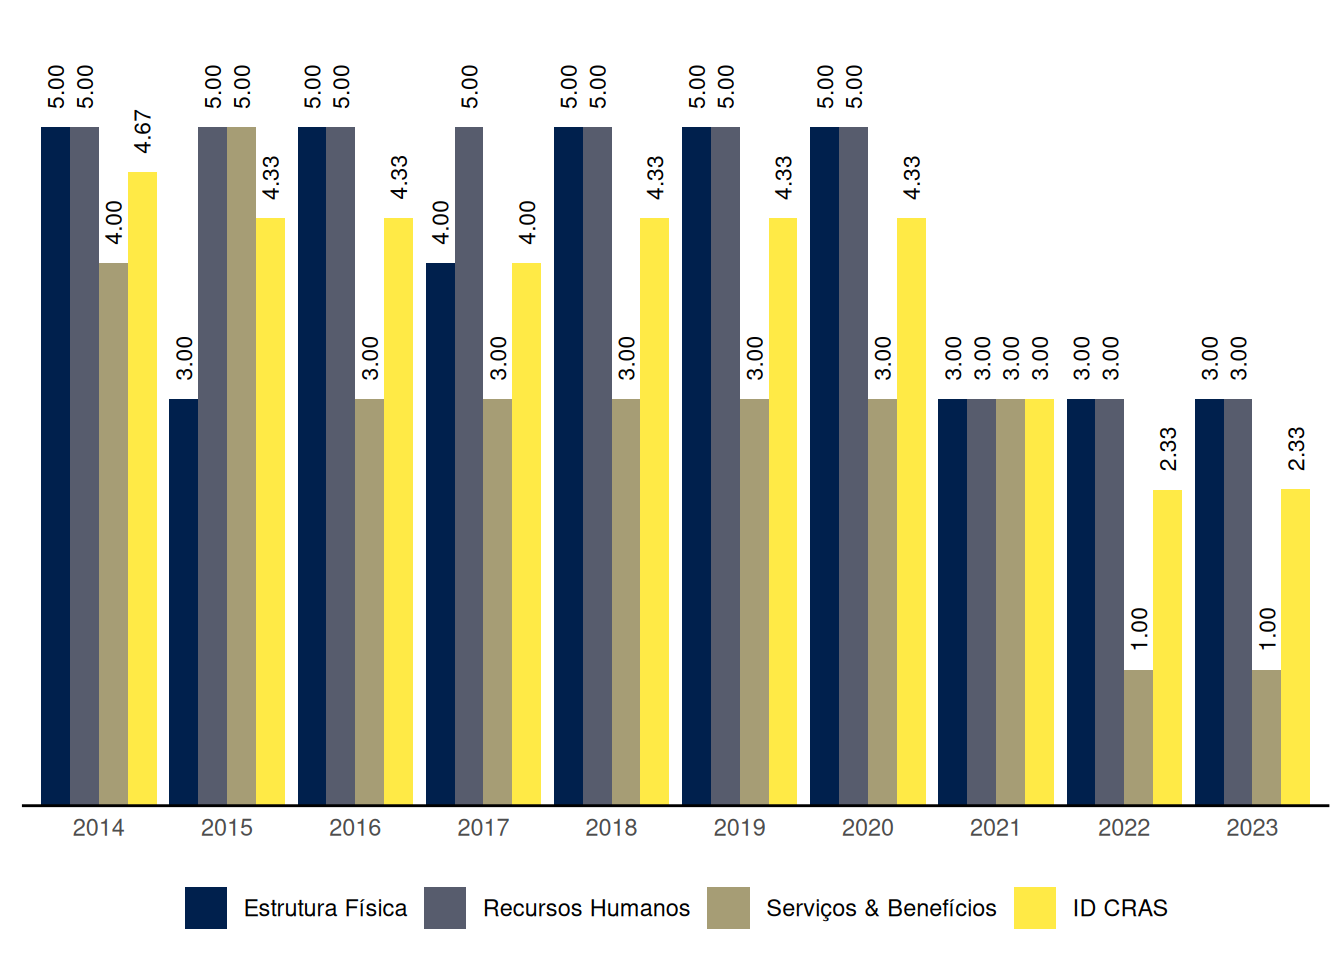 5.00 5.00 4.00 4.67 3.00 5.00 5.00 4.33 5.00 5.00 3.00 4.33 4.00 5.00 3.00 4.00 5.00 5.00 3.00 4.33 5.00 5.00 3.00 4.33 5.00 5.00 3.00 4.33 3.00 3.00 3.00 3.00 3.00 3.00 1.00 2.33 3.00 3.00 1.00 2.33
2014 2015 2016 2017 2018 2019 2020 2021 2022 2023
Estrutura Física Recursos Humanos Serviços & Benefícios ID CRAS